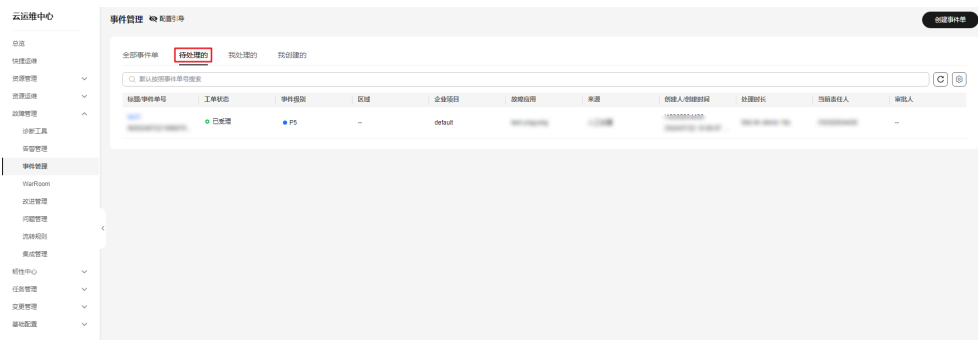 云运维中心
总览
快捷运维
资源管理
资源运维
故障管理
诊断工具
告警管理
事件管理
WarRoom
改进管理
问题管理
流转规则
集成管理
韧性中心
任务管理
变更管理
基础配置
事件管理 配置引导
创建事件单
全部事件单 待处理的 我处理的 我创建的
默认按照事件单号搜索
标题/事件单号 工单状态 事件级别 区域 企业项目 故障应用 来源 创建人/创建时间 处理时长 当前责任人 审批人
已受理 P5 -- default --